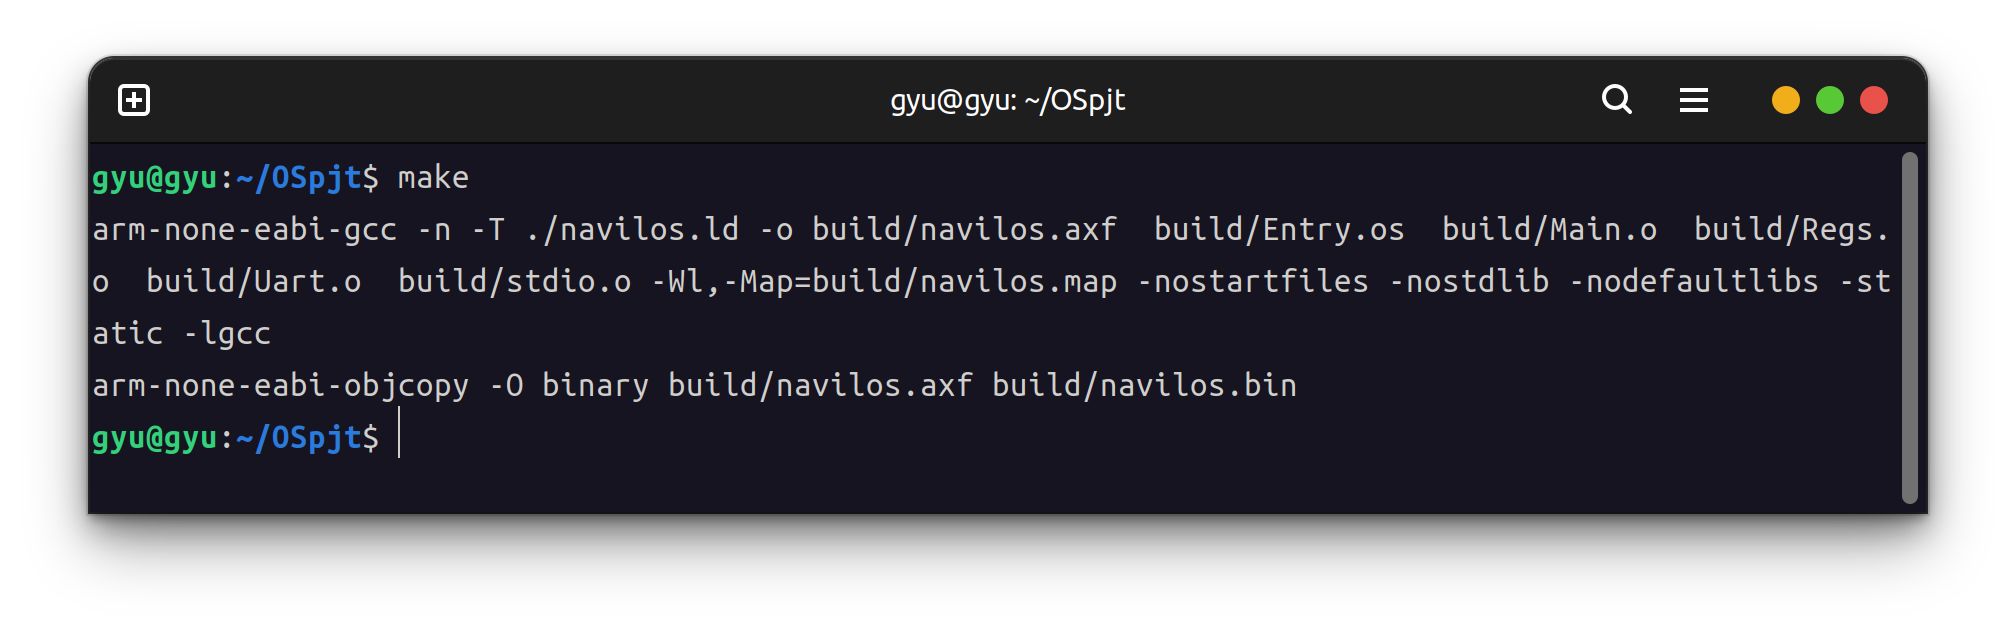 gyu@gyu: ~/OSpjt
gyu@gyu:~/OSpjt$ make
arm-none-eabi-gcc -n -T ./navilos.ld -o build/navilos.axf  build/Entry.os  build/Main.o  build/Regs.
o  build/Uart.o  build/stdio.o -Wl,-Map=build/navilos.map -nostartfiles -nostdlib -nodefaultlibs -st
atic -lgcc
arm-none-eabi-objcopy -O binary build/navilos.axf build/navilos.bin
gyu@gyu:~/OSpjt$